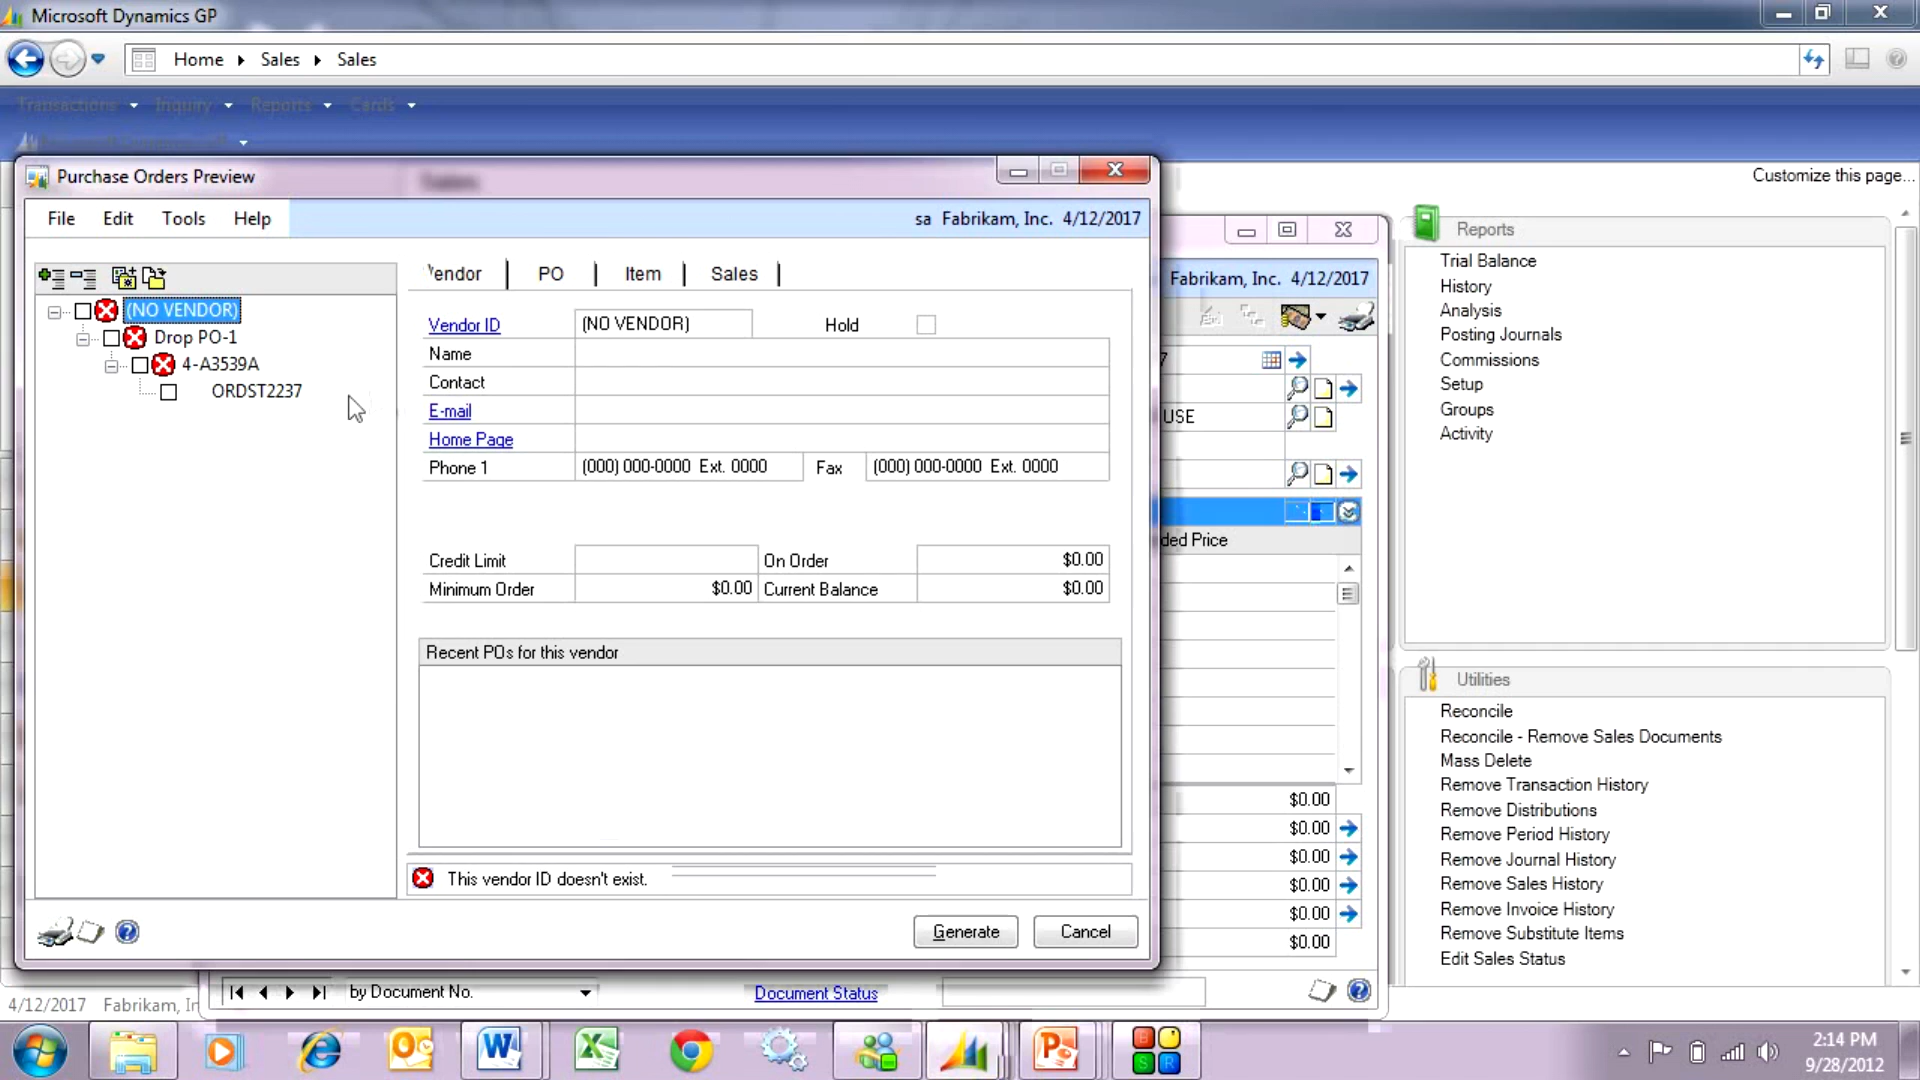 Microsoft Dynamics GP
Home Sales Sales
Transactions Inquiry Reports Cards
Customize this page...
Purchase Orders Preview
File Edit Tools Help
sa Fabrikam, Inc. 4/12/2017
(NO VENDOR)
Drop PO-1
4-A3539A
ORDST2237
Vendor PO Item Sales
Vendor ID (NO VENDOR) Hold
Name
Contact
E-mail
Home Page
Phone 1 (000) 000-0000 Ext. 0000 Fax (000) 000-0000 Ext. 0000
Credit Limit On Order $0.00
Minimum Order $0.00 Current Balance $0.00
Recent POs for this vendor
This vendor ID doesn't exist.
Generate Cancel
Fabrikam, Inc. 4/12/2017
7
USE
ded Price
$0.00
$0.00
$0.00
$0.00
$0.00
$0.00
by Document No. Document Status
Reports
Trial Balance
History
Analysis
Posting Journals
Commissions
Setup
Groups
Activity
Utilities
Reconcile
Reconcile - Remove Sales Documents
Mass Delete
Remove Transaction History
Remove Distributions
Remove Period History
Remove Journal History
Remove Sales History
Remove Invoice History
Remove Substitute Items
Edit Sales Status
4/12/2017 Fabrikam, In
2:14 PM
9/28/2012